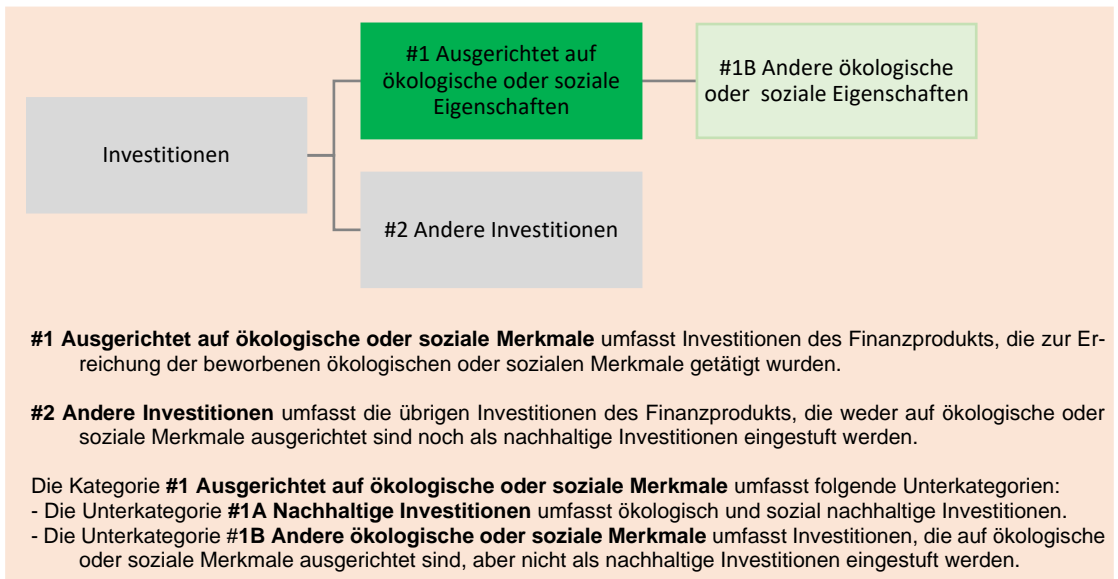 #1 Ausgerichtet auf
ökologische oder soziale
Eigenschaften
#1B Andere ökologische
oder soziale Eigenschaften
Investitionen
#2 Andere Investitionen
#1 Ausgerichtet auf ökologische oder soziale Merkmale umfasst Investitionen des Finanzprodukts, die zur Er-
reichung der beworbenen ökologischen oder sozialen Merkmale getätigt wurden.
#2 Andere Investitionen umfasst die übrigen Investitionen des Finanzprodukts, die weder auf ökologische oder
soziale Merkmale ausgerichtet sind noch als nachhaltige Investitionen eingestuft werden.
Die Kategorie #1 Ausgerichtet auf ökologische oder soziale Merkmale umfasst folgende Unterkategorien:
- Die Unterkategorie #1A Nachhaltige Investitionen umfasst ökologisch und sozial nachhaltige Investitionen.
- Die Unterkategorie #1B Andere ökologische oder soziale Merkmale umfasst Investitionen, die auf ökologische
oder soziale Merkmale ausgerichtet sind, aber nicht als nachhaltige Investitionen eingestuft werden.